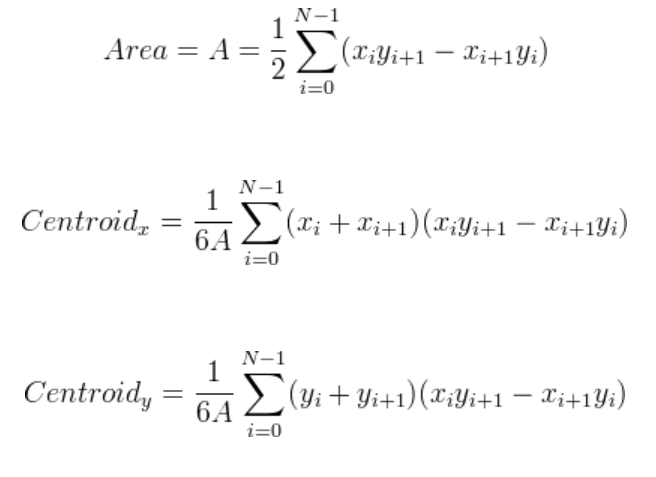 Area = A = \frac{1}{2} \sum_{i=0}^{N-1} (x_i y_{i+1} - x_{i+1} y_i)
Centroid_x = \frac{1}{6A} \sum_{i=0}^{N-1} (x_i + x_{i+1})(x_i y_{i+1} - x_{i+1} y_i)
Centroid_y = \frac{1}{6A} \sum_{i=0}^{N-1} (y_i + y_{i+1})(x_i y_{i+1} - x_{i+1} y_i)